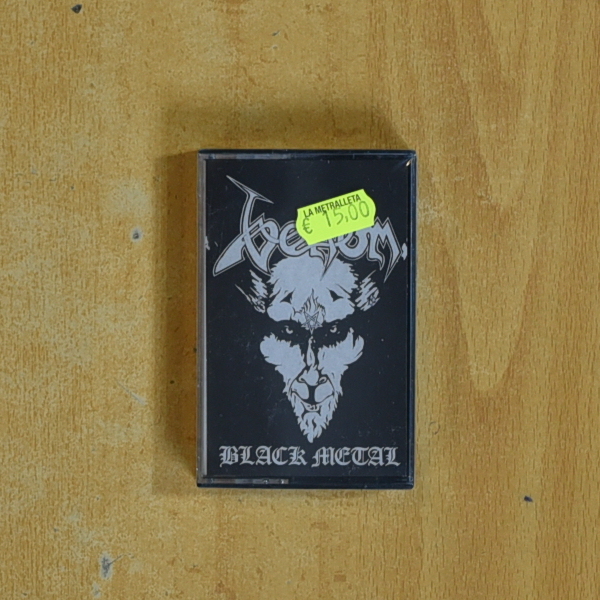 LA METRALLETA
€ 15,00
Venom
BLACK METAL